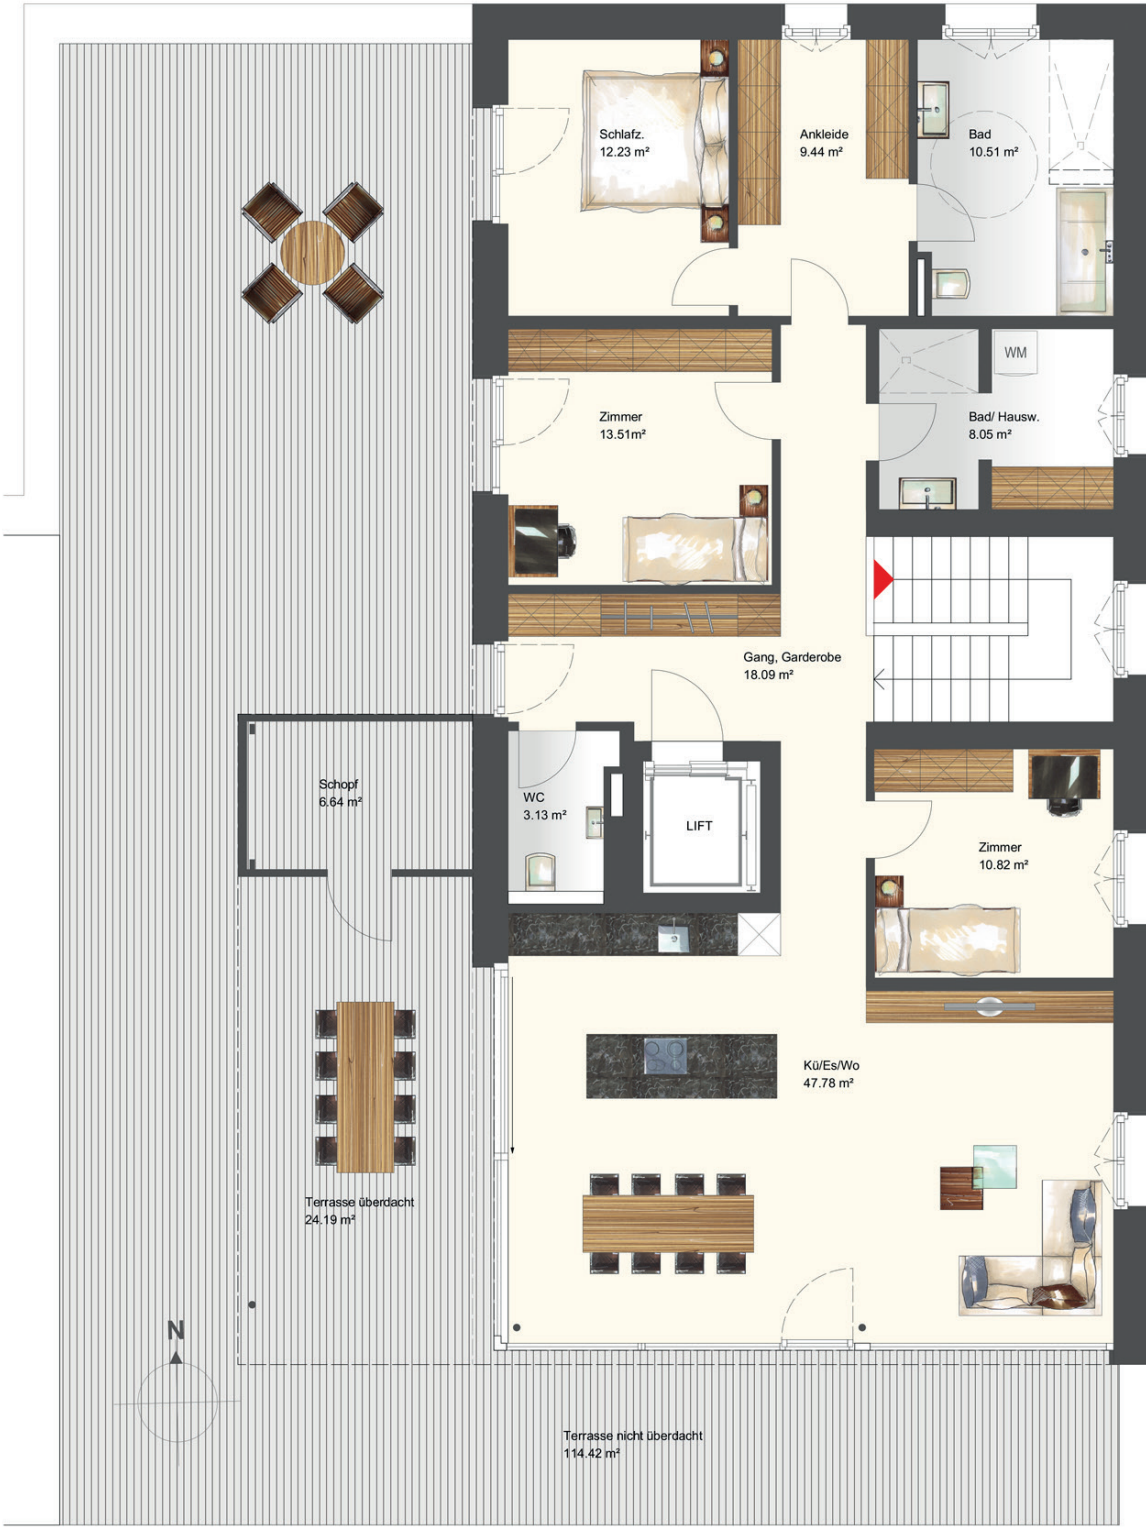 Schlafz.
12.23 m²
Ankleide
9.44 m²
Bad
10.51 m²
WM
Zimmer
13.51m²
Bad/ Hausw.
8.05 m²
Gang, Garderobe
18.09 m²
Schopf
6.64 m²
WC
3.13 m²
LIFT
Zimmer
10.82 m²
Kü/Es/Wo
47.78 m²
Terrasse überdacht
24.19 m²
N
Terrasse nicht überdacht
114.42 m²